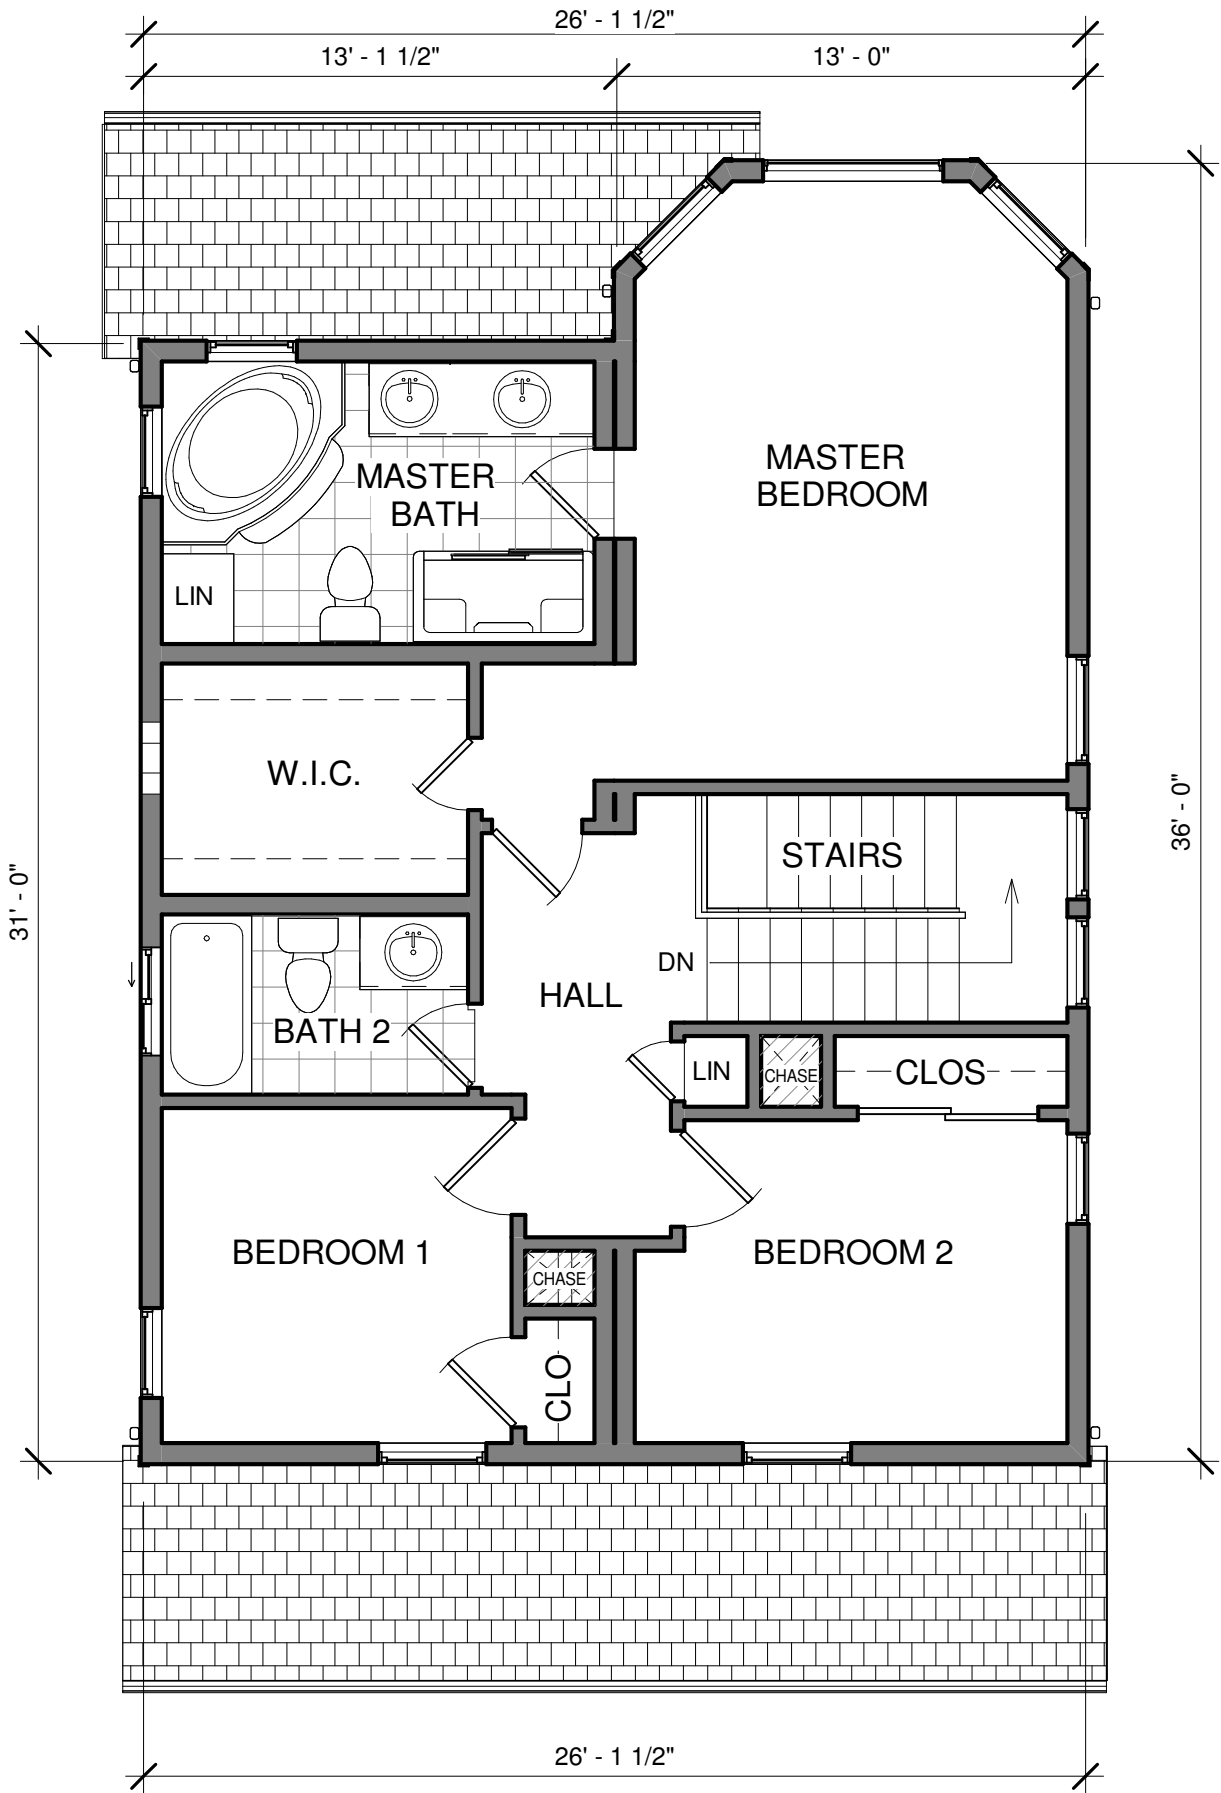 26' - 1 1/2"
13' - 1 1/2"
13' - 0"
MASTER
BEDROOM
MASTER
BATH
LIN
W.I.C.
36' - 0"
STAIRS
31' - 0"
DN
HALL
BATH 2
LIN
CHASE
CLOS
BEDROOM 1
BEDROOM 2
CHASE
CLO
26' - 1 1/2"